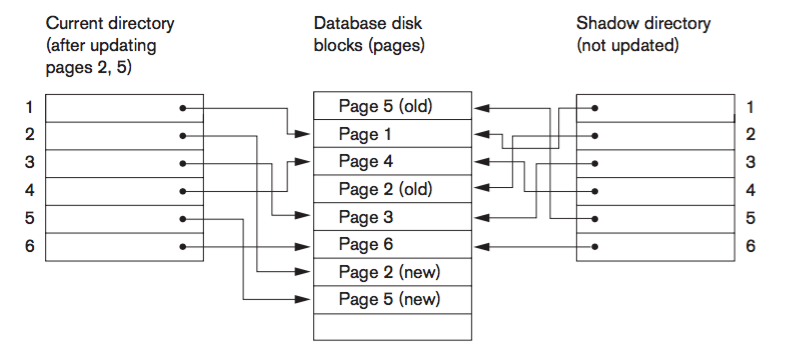 Current directory
(after updating
pages 2, 5)
Database disk
blocks (pages)
Shadow directory
(not updated)
1
2
3
4
5
6
Page 5 (old)
Page 1
Page 4
Page 2 (old)
Page 3
Page 6
Page 2 (new)
Page 5 (new)
1
2
3
4
5
6